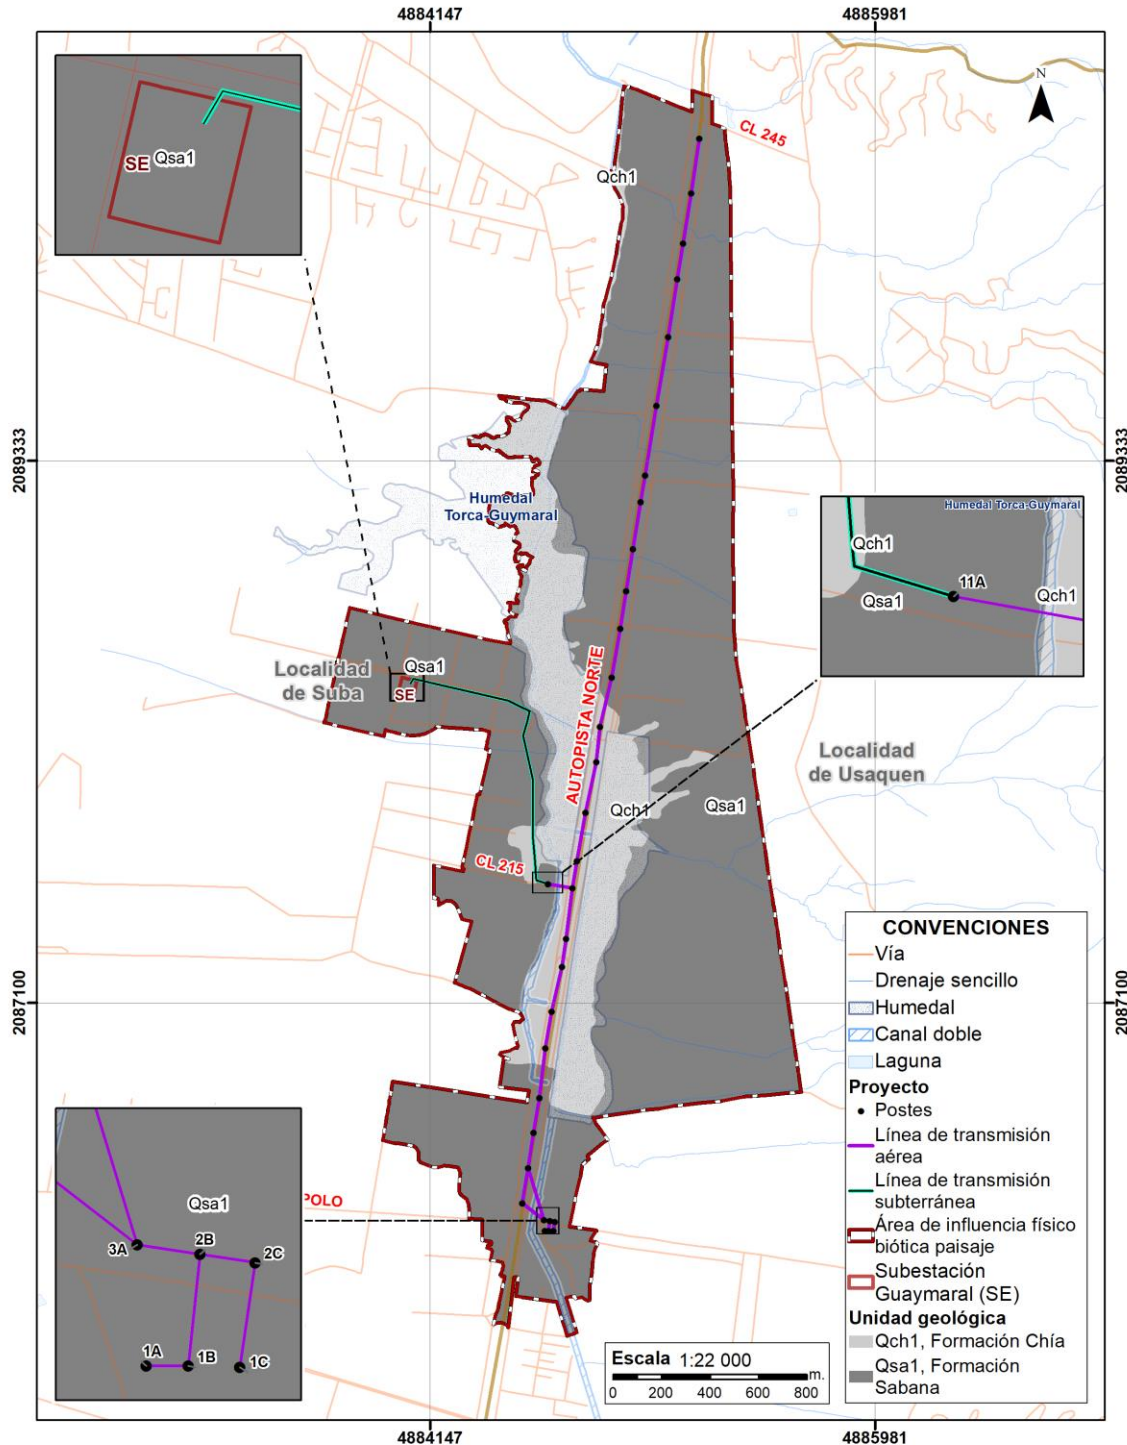 4884147
4885981
N
CL 245
Qsa1
SE
Qch1
2089333
2089333
Humedal
Torca-Guymaral
Humedal Torca-Guymaral
Qch1
11A
Qsa1
Qch1
Localidad
de Suba
Qsa1
SE
AUTOPISTA NORTE
Localidad
de Usaquen
Qch1
Qsa1
CL 215
2087100
2087100
CONVENCIONES
Vía
Drenaje sencillo
Humedal
Canal doble
Laguna
Proyecto
Postes
Línea de transmisión
aérea
Línea de transmisión
subterránea
Área de influencia físico
biótica paisaje
Subestación
Guaymaral (SE)
Unidad geológica
Qch1, Formación Chía
Qsa1, Formación
Sabana
Qsa1
POLO
3A
2B
2C
1A
1B
1C
Escala 1:22 000
0 200 400 600 800 m.
4884147
4885981